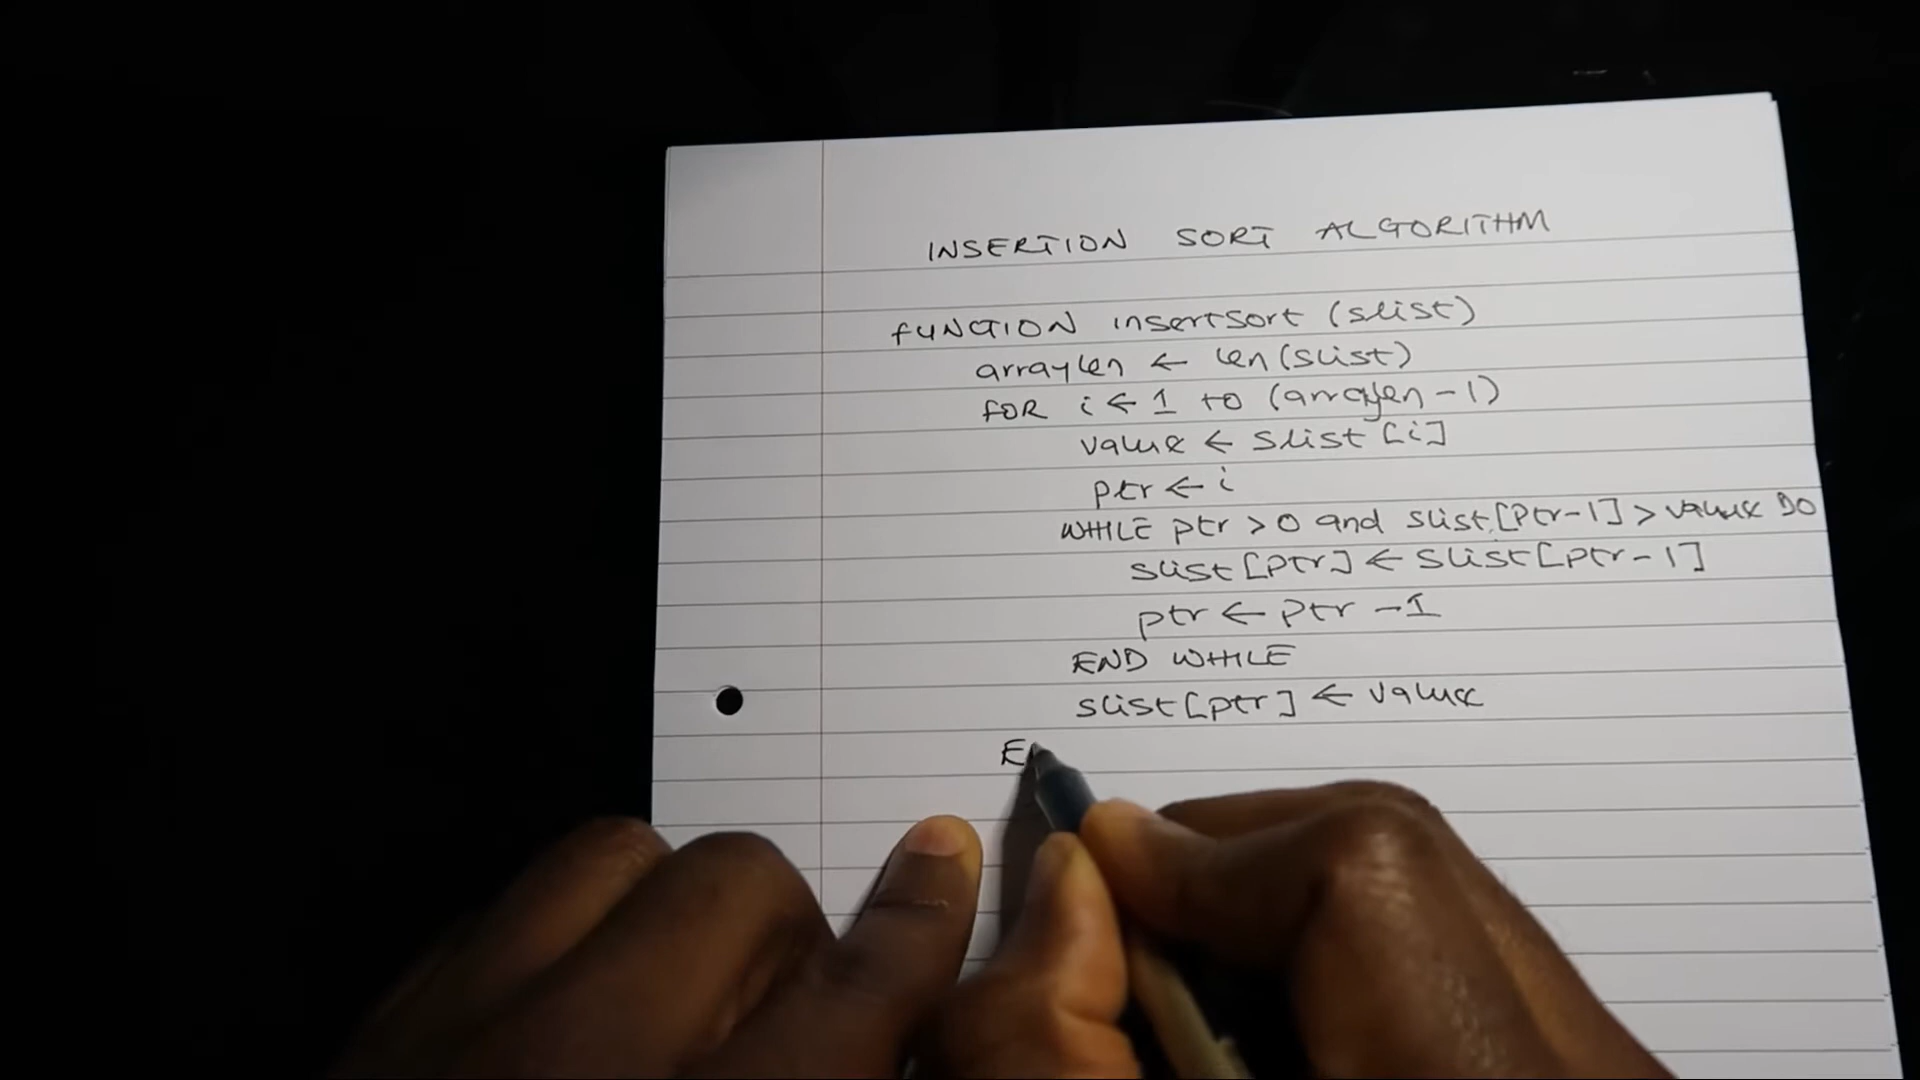 INSERTION SORT ALGORITHM
fUNCTION insertsort (slist)
arraylen ← len(slist)
FOR i ← 1 to (arraylen - 1)
value ← slist [i]
ptr ← i
WHILE ptr > 0 and slist[ptr-1] > value DO
slist[ptr] ← slist[ptr-1]
ptr ← ptr - 1
END WHILE
slist[ptr] ← value
E